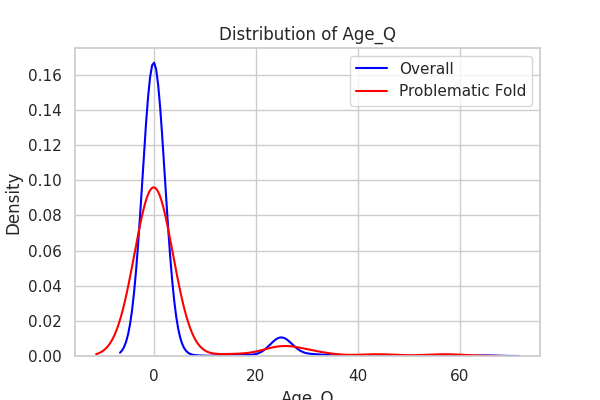 Distribution of Age_Q
Overall
Problematic Fold
Density
0.16
0.14
0.12
0.10
0.08
0.06
0.04
0.02
0.00
0 20 40 60
Age_Q